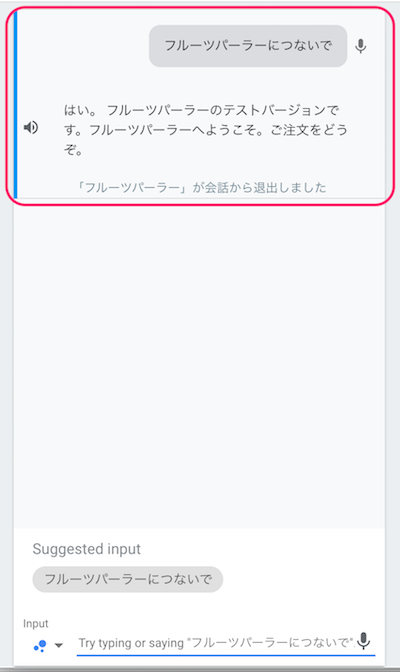 フルーツパーラーにつないで
はい。 フルーツパーラーのテストバージョンで
す。フルーツパーラーへようこそ。ご注文をどう
ぞ。
「フルーツパーラー」が会話から退出しました
Suggested input
フルーツパーラーにつないで
Input
Try typing or saying "フルーツパーラーにつないで".